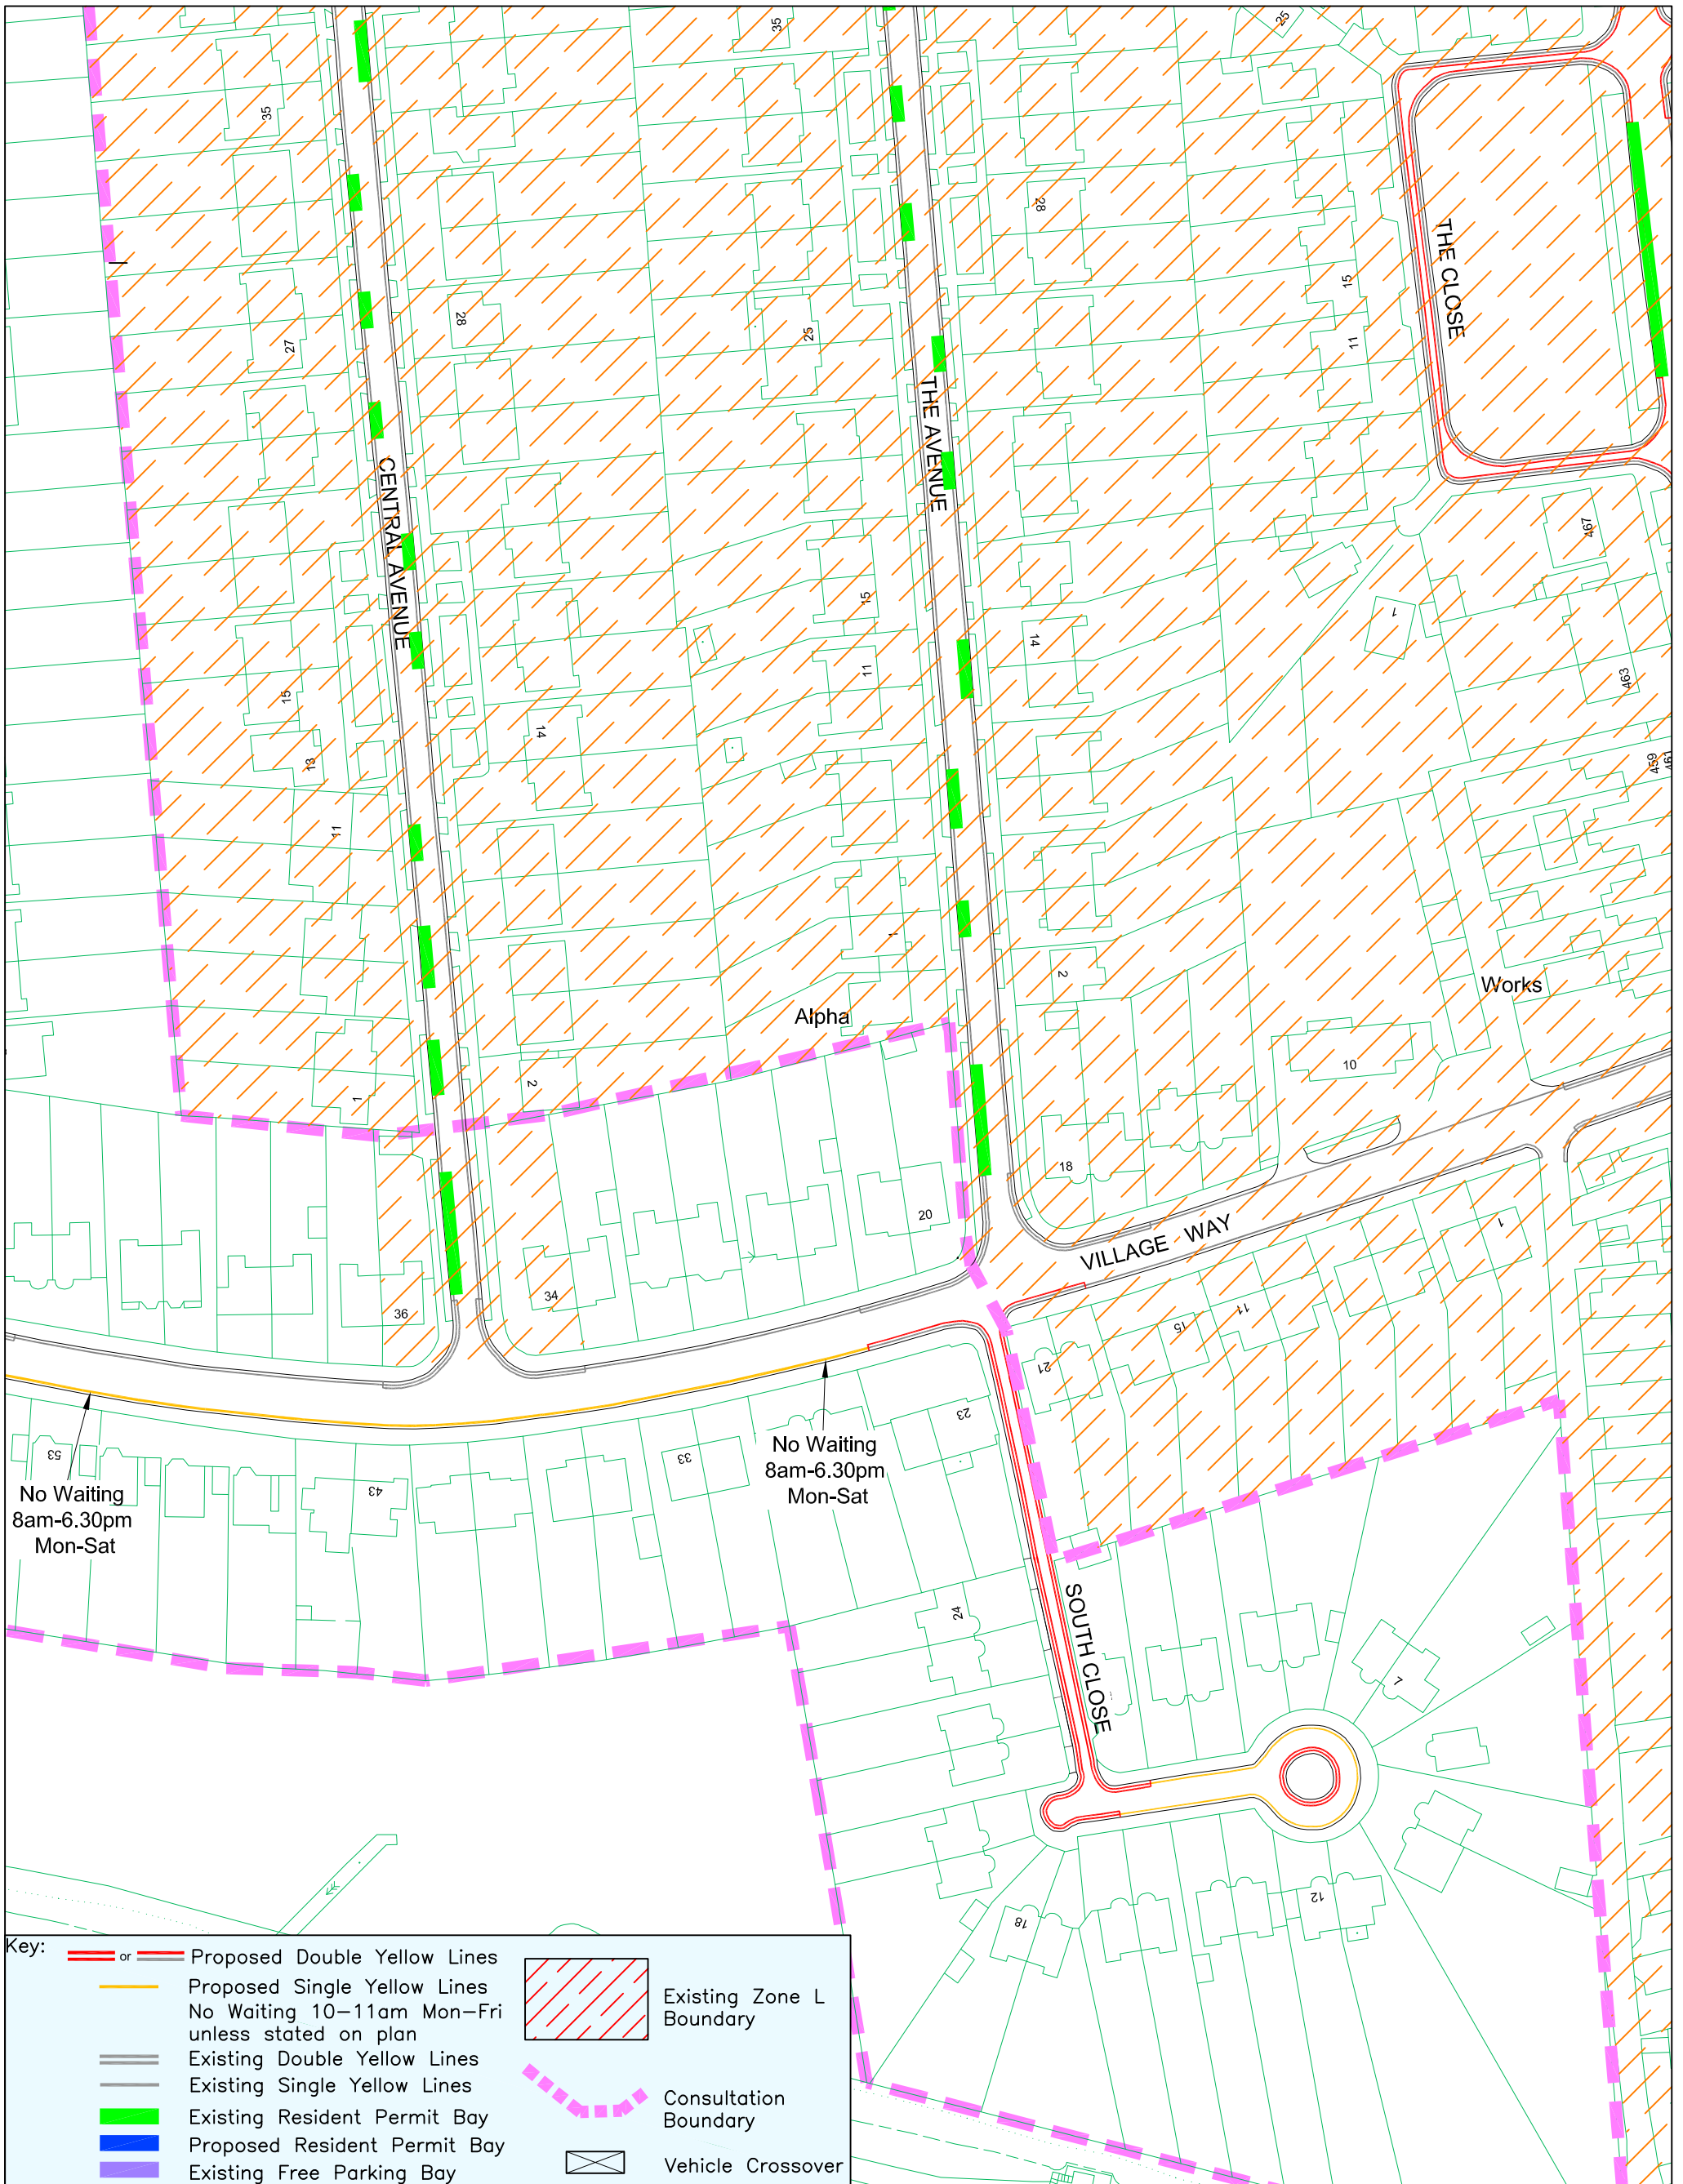 35
35
25
28
28
27
25
15
11
THE CLOSE
THE AVENUE
CENTRAL AVENUE
467
15
14
1
463
11
15
14
13
459
461
11
1
2
Works
Alpha
10
2
1
18
20
VILLAGE WAY
1
34
36
11
15
21
23
No Waiting
8am-6.30pm
Mon-Sat
33
53
43
No Waiting
8am-6.30pm
Mon-Sat
24
SOUTH CLOSE
7
12
18
Key:
or
Proposed Double Yellow Lines
Proposed Single Yellow Lines
No Waiting 10-11am Mon-Fri
unless stated on plan
Existing Double Yellow Lines
Existing Single Yellow Lines
Existing Resident Permit Bay
Proposed Resident Permit Bay
Existing Free Parking Bay
Existing Zone L
Boundary
Consultation
Boundary
Vehicle Crossover